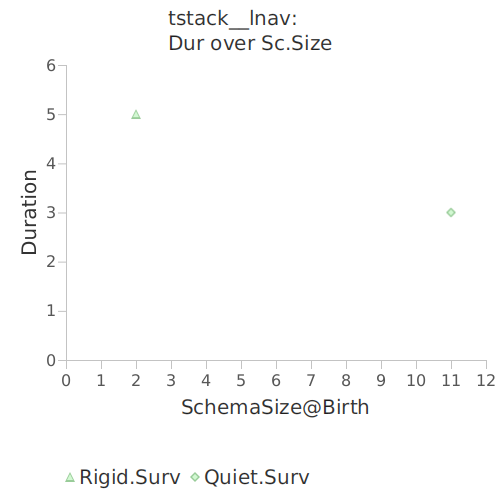 tstack__lnav:
Dur over Sc.Size
6
5
4
3
2
1
0
Duration
0 1 2 3 4 5 6 7 8 9 10 11 12
SchemaSize@Birth
Rigid.Surv Quiet.Surv